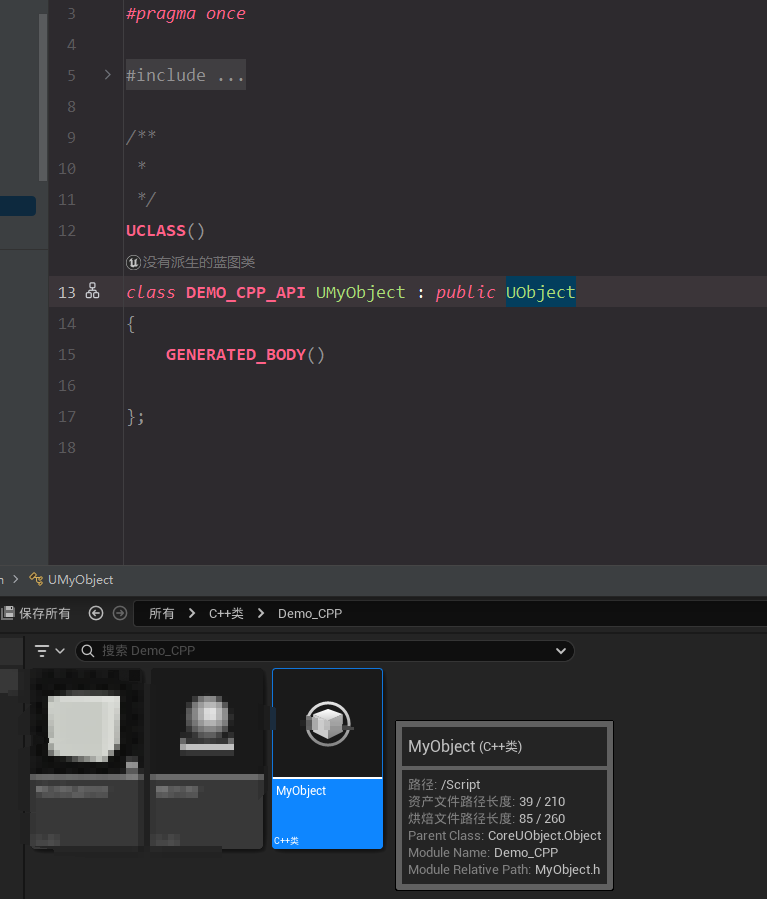 3 #pragma once
4
5 #include ...
8
9 /**
10 *
11 */
12 UCLASS()
没有派生的蓝图类
13 class DEMO_CPP_API UMyObject : public UObject
14 {
15 GENERATED_BODY()
16
17 };
18
UMyObject
保存所有 所有 C++类 Demo_CPP
搜索 Demo_CPP
MyObject
C++类
MyObject (C++类)
路径: /Script
资产文件路径长度: 39 / 210
烘焙文件路径长度: 85 / 260
Parent Class: CoreUObject.Object
Module Name: Demo_CPP
Module Relative Path: MyObject.h